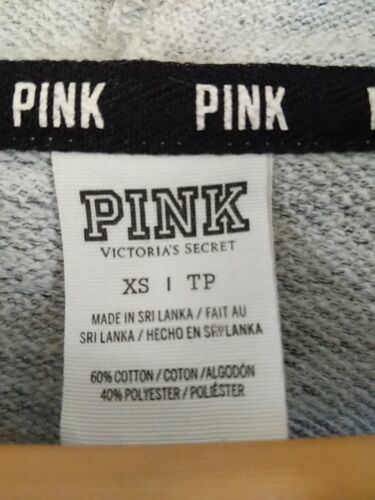 PINK PINK
PINK
VICTORIA'S SECRET
XS | TP
MADE IN SRI LANKA / FAIT AU
SRI LANKA / HECHO EN SRI LANKA
60% COTTON / COTON / ALGODÓN
40% POLYESTER / POLIÉSTER